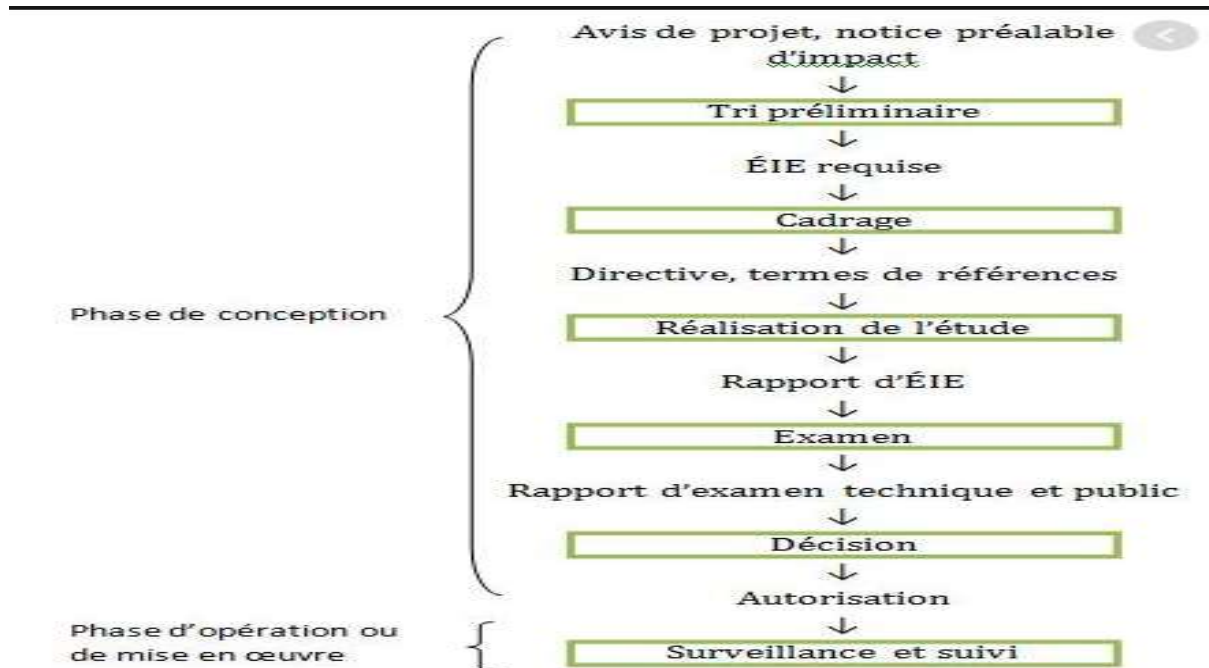 Avis de projet, notice préalable
d'impact
↓
Tri préliminaire
↓
ÉIE requise
↓
Cadrage
↓
Directive, termes de références
↓
Phase de conception
Réalisation de l'étude
↓
Rapport d'ÉIE
↓
Examen
↓
Rapport d'examen technique et public
↓
Décision
↓
Autorisation
↓
Phase d'opération ou
de mise en œuvre
Surveillance et suivi